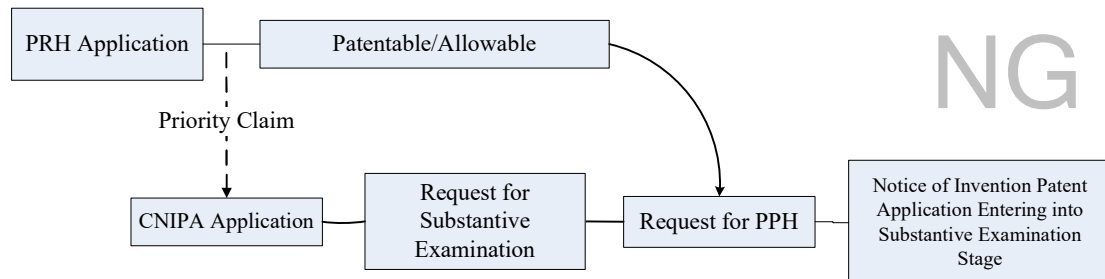 PRH Application
Patentable/Allowable
NG
Priority Claim
CNIPA Application
Request for
Substantive
Examination
Request for PPH
Notice of Invention Patent
Application Entering into
Substantive Examination
Stage